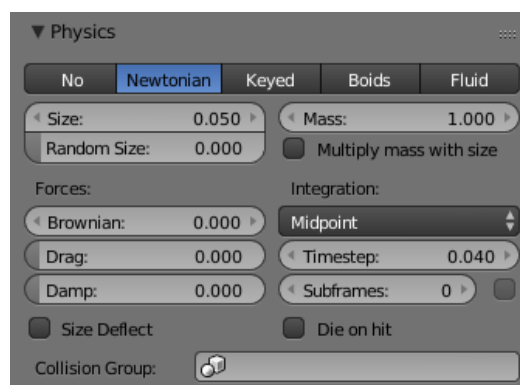 Physics
No Newtonian Keyed Boids Fluid
Size: 0.050 Mass: 1.000
Random Size: 0.000 Multiply mass with size
Forces: Integration:
Brownian: 0.000 Midpoint
Drag: 0.000 Timestep: 0.040
Damp: 0.000 Subframes: 0
Size Deflect Die on hit
Collision Group: